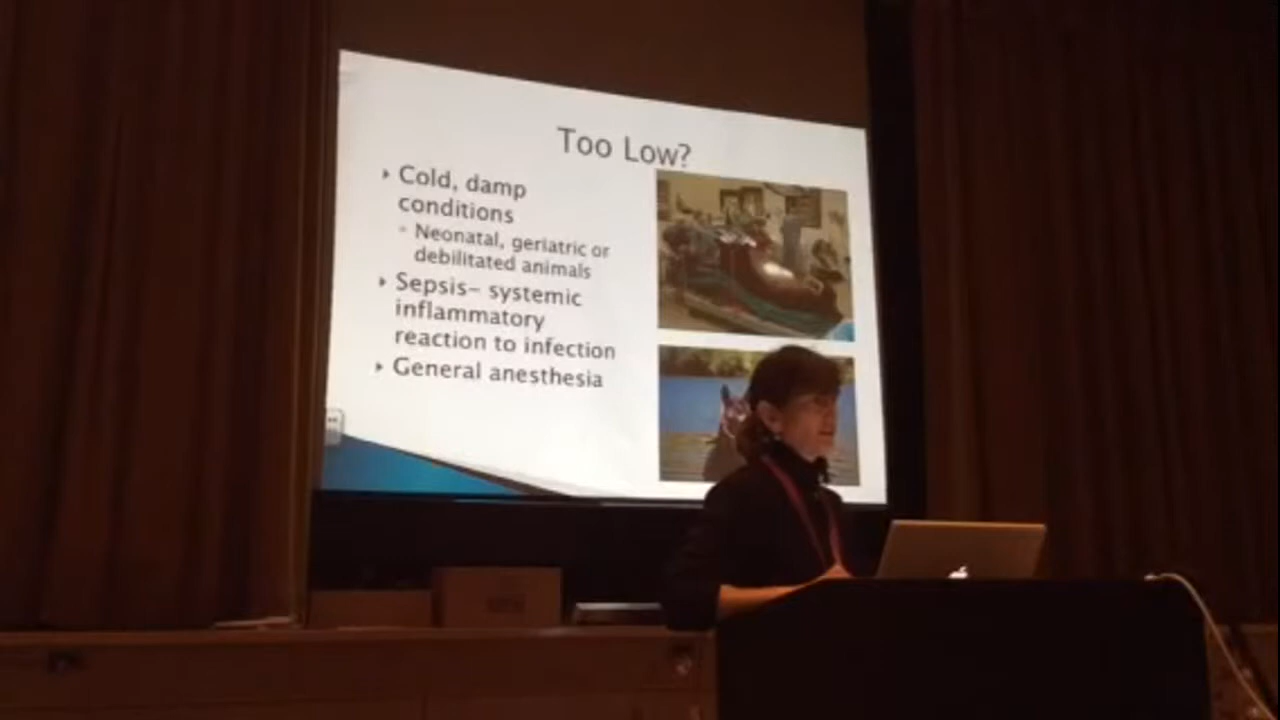 Too Low?
Cold, damp
conditions
Neonatal, geriatric or
debilitated animals
Sepsis- systemic
inflammatory
reaction to infection
General anesthesia